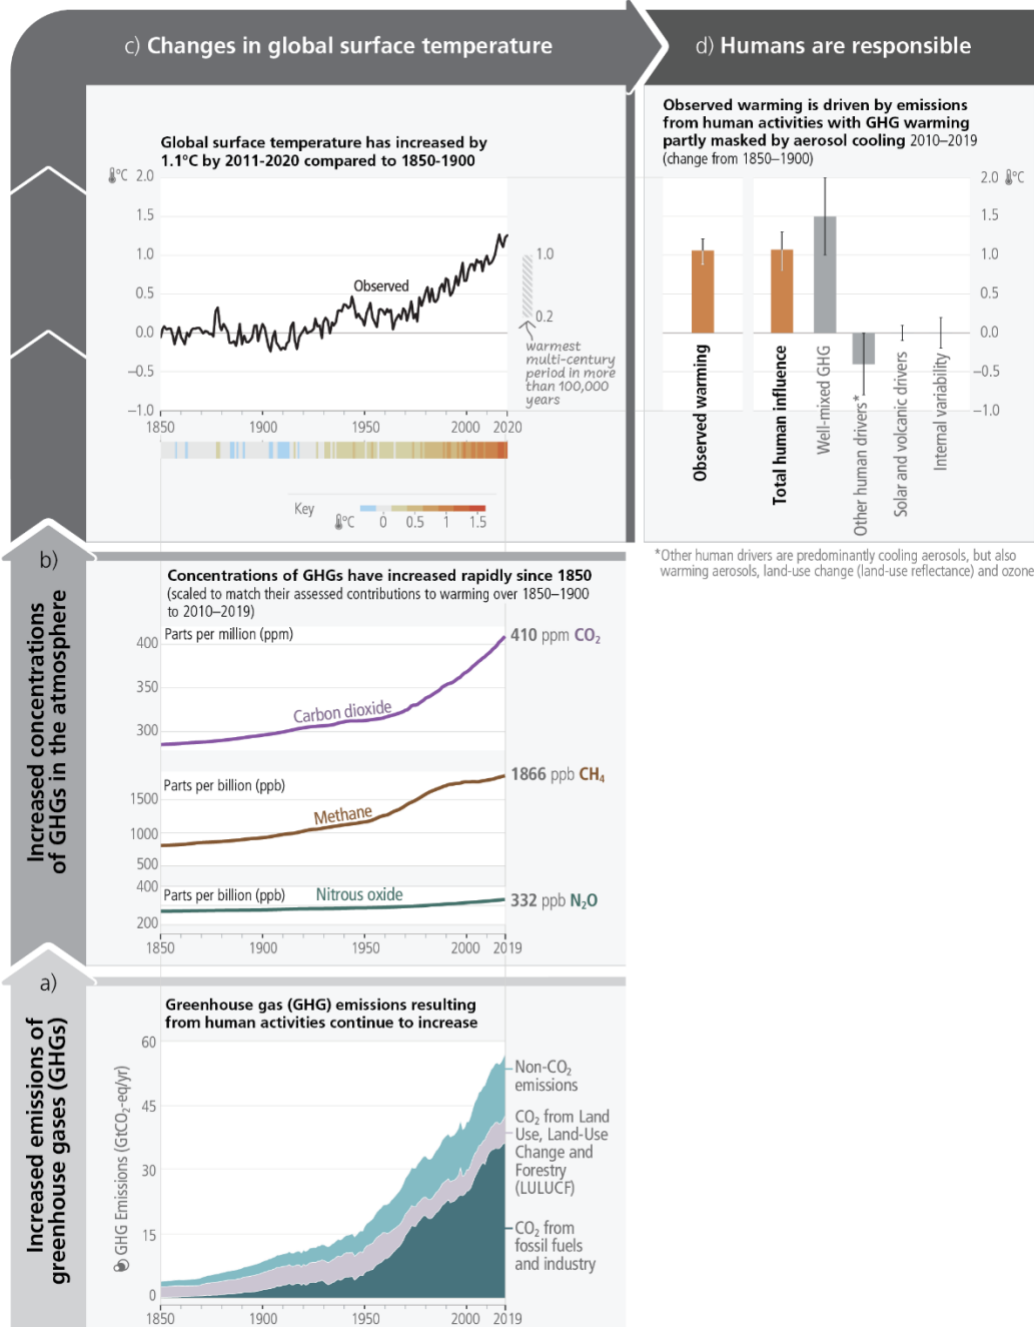 c) Changes in global surface temperature
d) Humans are responsible
Global surface temperature has increased by
1.1°C by 2011-2020 compared to 1850-1900
°C
2.0
1.5
1.0
0.5
0.0
–0.5
–1.0
Observed
1.0
0.2
warmest
multi-century
period in more
than 100,000
years
1850
1900
1950
2000
2020
Key
°C
0
0.5
1
1.5
Observed warming is driven by emissions
from human activities with GHG warming
partly masked by aerosol cooling 2010–2019
(change from 1850–1900)
2.0 °C
1.5
1.0
0.5
0.0
–0.5
–1.0
Observed warming
Total human influence
Well-mixed GHG
Other human drivers*
Solar and volcanic drivers
Internal variability
*Other human drivers are predominantly cooling aerosols, but also
warming aerosols, land-use change (land-use reflectance) and ozone
b)
Increased concentrations
of GHGs in the atmosphere
Concentrations of GHGs have increased rapidly since 1850
(scaled to match their assessed contributions to warming over 1850–1900
to 2010–2019)
Parts per million (ppm)
400
350
300
Carbon dioxide
410 ppm CO₂
Parts per billion (ppb)
1500
1000
500
Methane
1866 ppb CH₄
400
Parts per billion (ppb)
200
Nitrous oxide
332 ppb N₂O
1850
1900
1950
2000
2019
a)
Increased emissions of
greenhouse gases (GHGs)
Greenhouse gas (GHG) emissions resulting
from human activities continue to increase
GHG Emissions (GtCO₂-eq/yr)
60
45
30
15
0
Non-CO₂
emissions
CO₂ from Land
Use, Land-Use
Change and
Forestry
(LULUCF)
CO₂ from
fossil fuels
and industry
1850
1900
1950
2000
2019